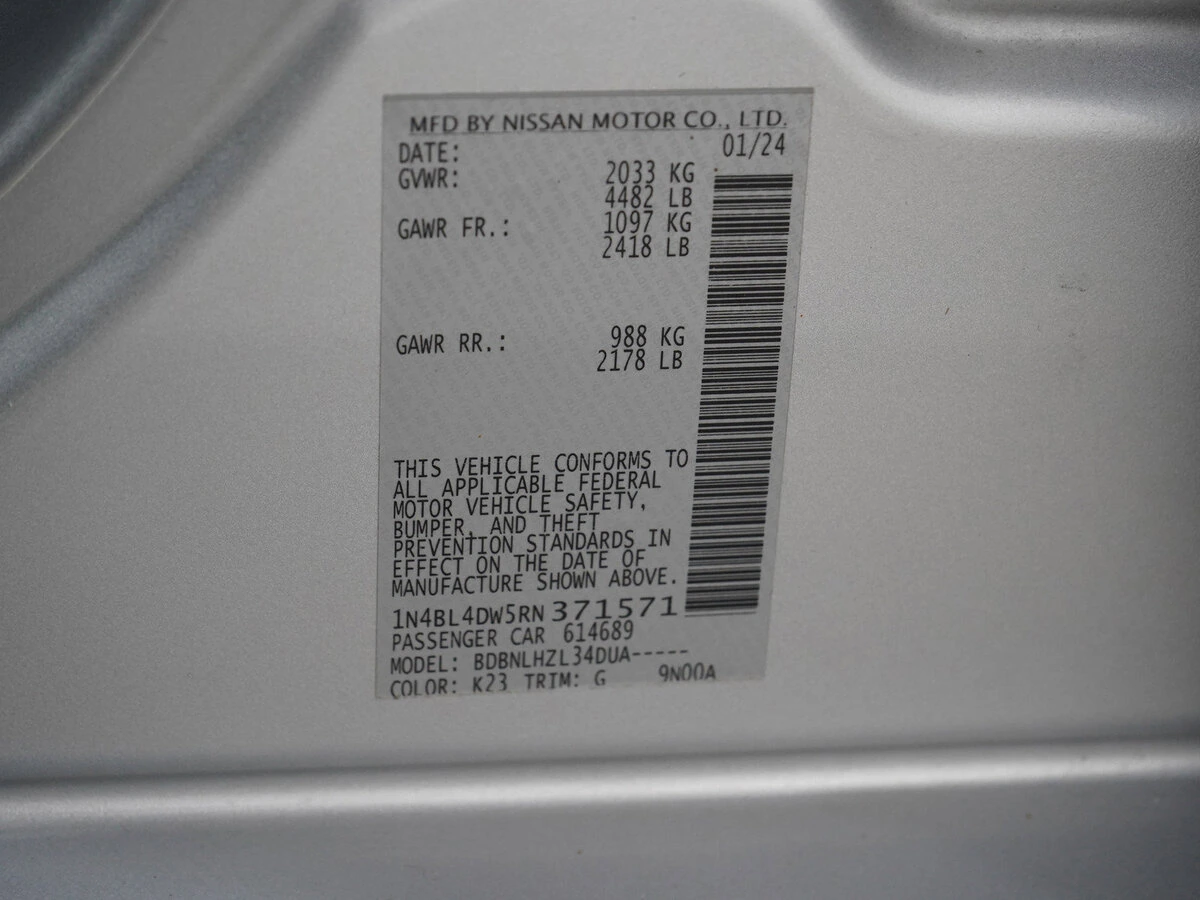 MFD BY NISSAN MOTOR CO., LTD.
DATE: 01/24
GVWR: 2033 KG
4482 LB
GAWR FR.: 1097 KG
2418 LB
GAWR RR.: 988 KG
2178 LB
THIS VEHICLE CONFORMS TO
ALL APPLICABLE FEDERAL
MOTOR VEHICLE SAFETY,
BUMPER, AND THEFT
PREVENTION STANDARDS IN
EFFECT ON THE DATE OF
MANUFACTURE SHOWN ABOVE.
1N4BL4DW5RN371571
PASSENGER CAR 614689
MODEL: BDBNLHZL34DUA-----
COLOR: K23 TRIM: G 9N00A